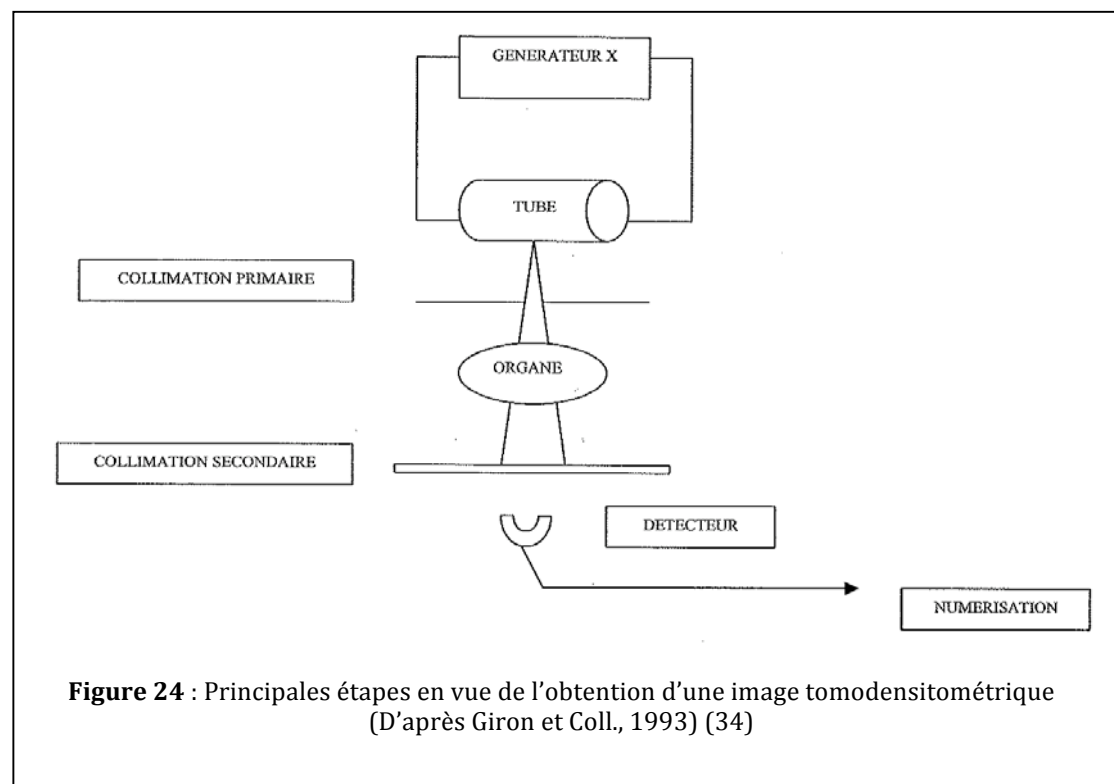 GENERATEUR X
TUBE
COLLIMATION PRIMAIRE
ORGANE
COLLIMATION SECONDAIRE
DETECTEUR
NUMERISATION
Figure 24 : Principales étapes en vue de l’obtention d’une image tomodensitométrique
(D’après Giron et Coll., 1993) (34)